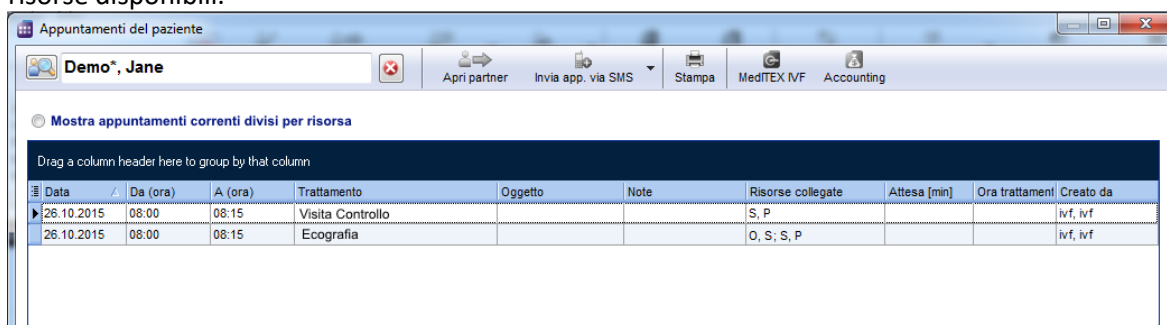 risorse disponibili.
Appuntamenti del paziente
Demo*, Jane
Apri partner Invia app. via SMS Stampa MedITEX IVF Accounting
Mostra appuntamenti correnti divisi per risorsa
Drag a column header here to group by that column
Data Da (ora) A (ora) Trattamento Oggetto Note Risorse collegate Attesa [min] Ora trattament Creato da
26.10.2015 08:00 08:15 Visita Controllo S, P ivf, ivf
26.10.2015 08:00 08:15 Ecografia O, S; S, P ivf, ivf